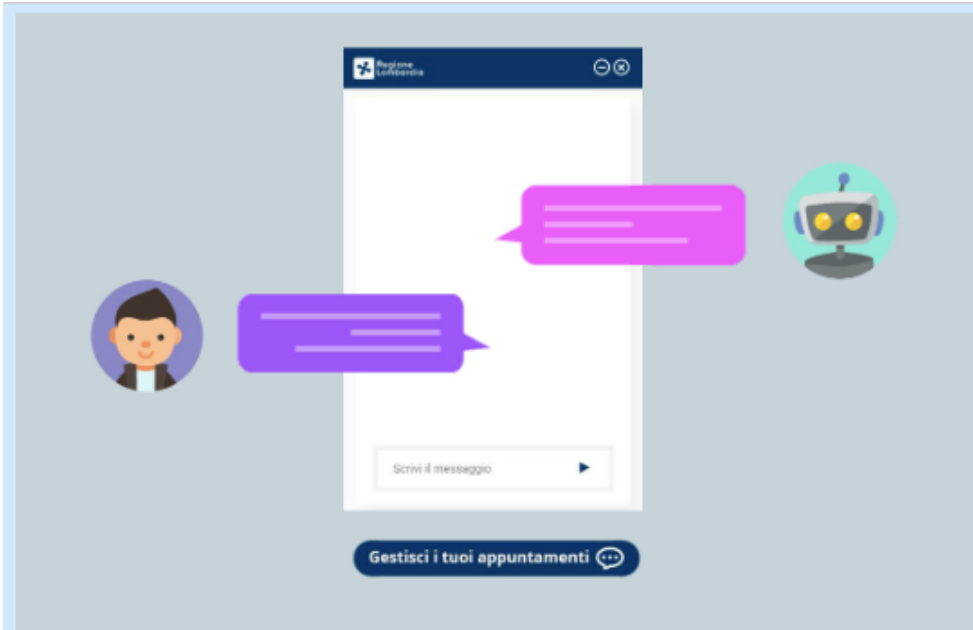 Regione
Lombardia
Scrivi il messaggio
Gestisci i tuoi appuntamenti